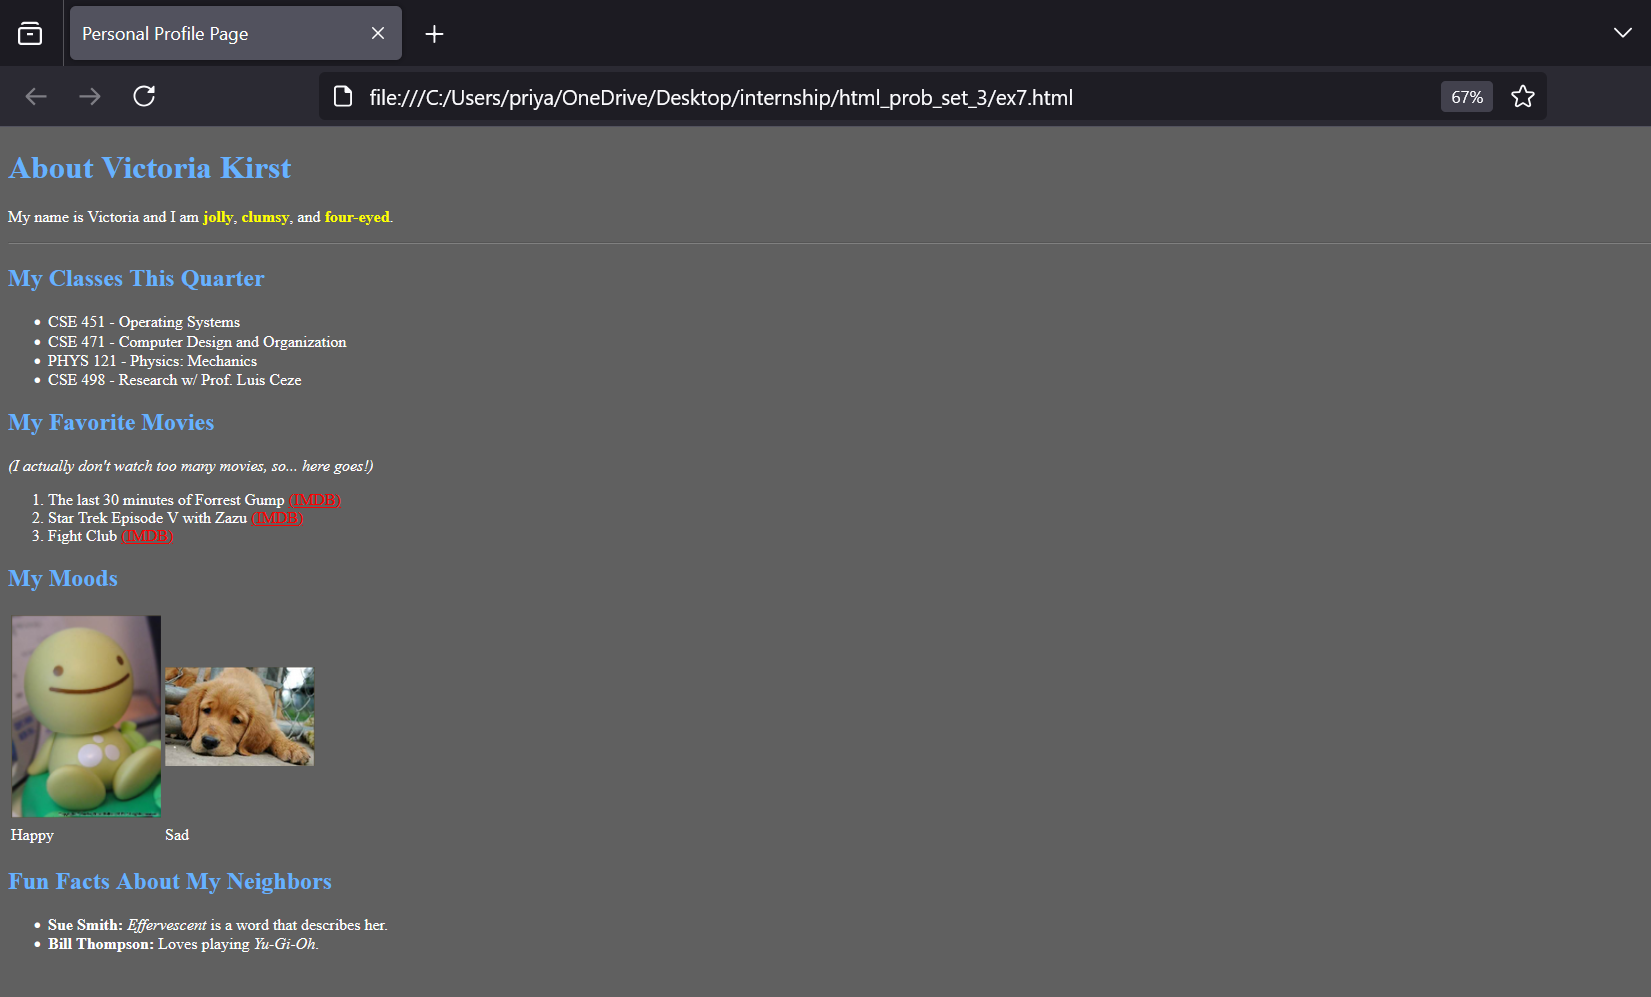 Personal Profile Page
file:///C:/Users/priya/OneDrive/Desktop/internship/html_prob_set_3/ex7.html
67%
About Victoria Kirst
My name is Victoria and I am jolly, clumsy, and four-eyed.
My Classes This Quarter
CSE 451 - Operating Systems
CSE 471 - Computer Design and Organization
PHYS 121 - Physics: Mechanics
CSE 498 - Research w/ Prof. Luis Ceze
My Favorite Movies
(I actually don't watch too many movies, so... here goes!)
1. The last 30 minutes of Forrest Gump (IMDB)
2. Star Trek Episode V with Zazu (IMDB)
3. Fight Club (IMDB)
My Moods
Happy
Sad
Fun Facts About My Neighbors
Sue Smith: Effervescent is a word that describes her.
Bill Thompson: Loves playing Yu-Gi-Oh.